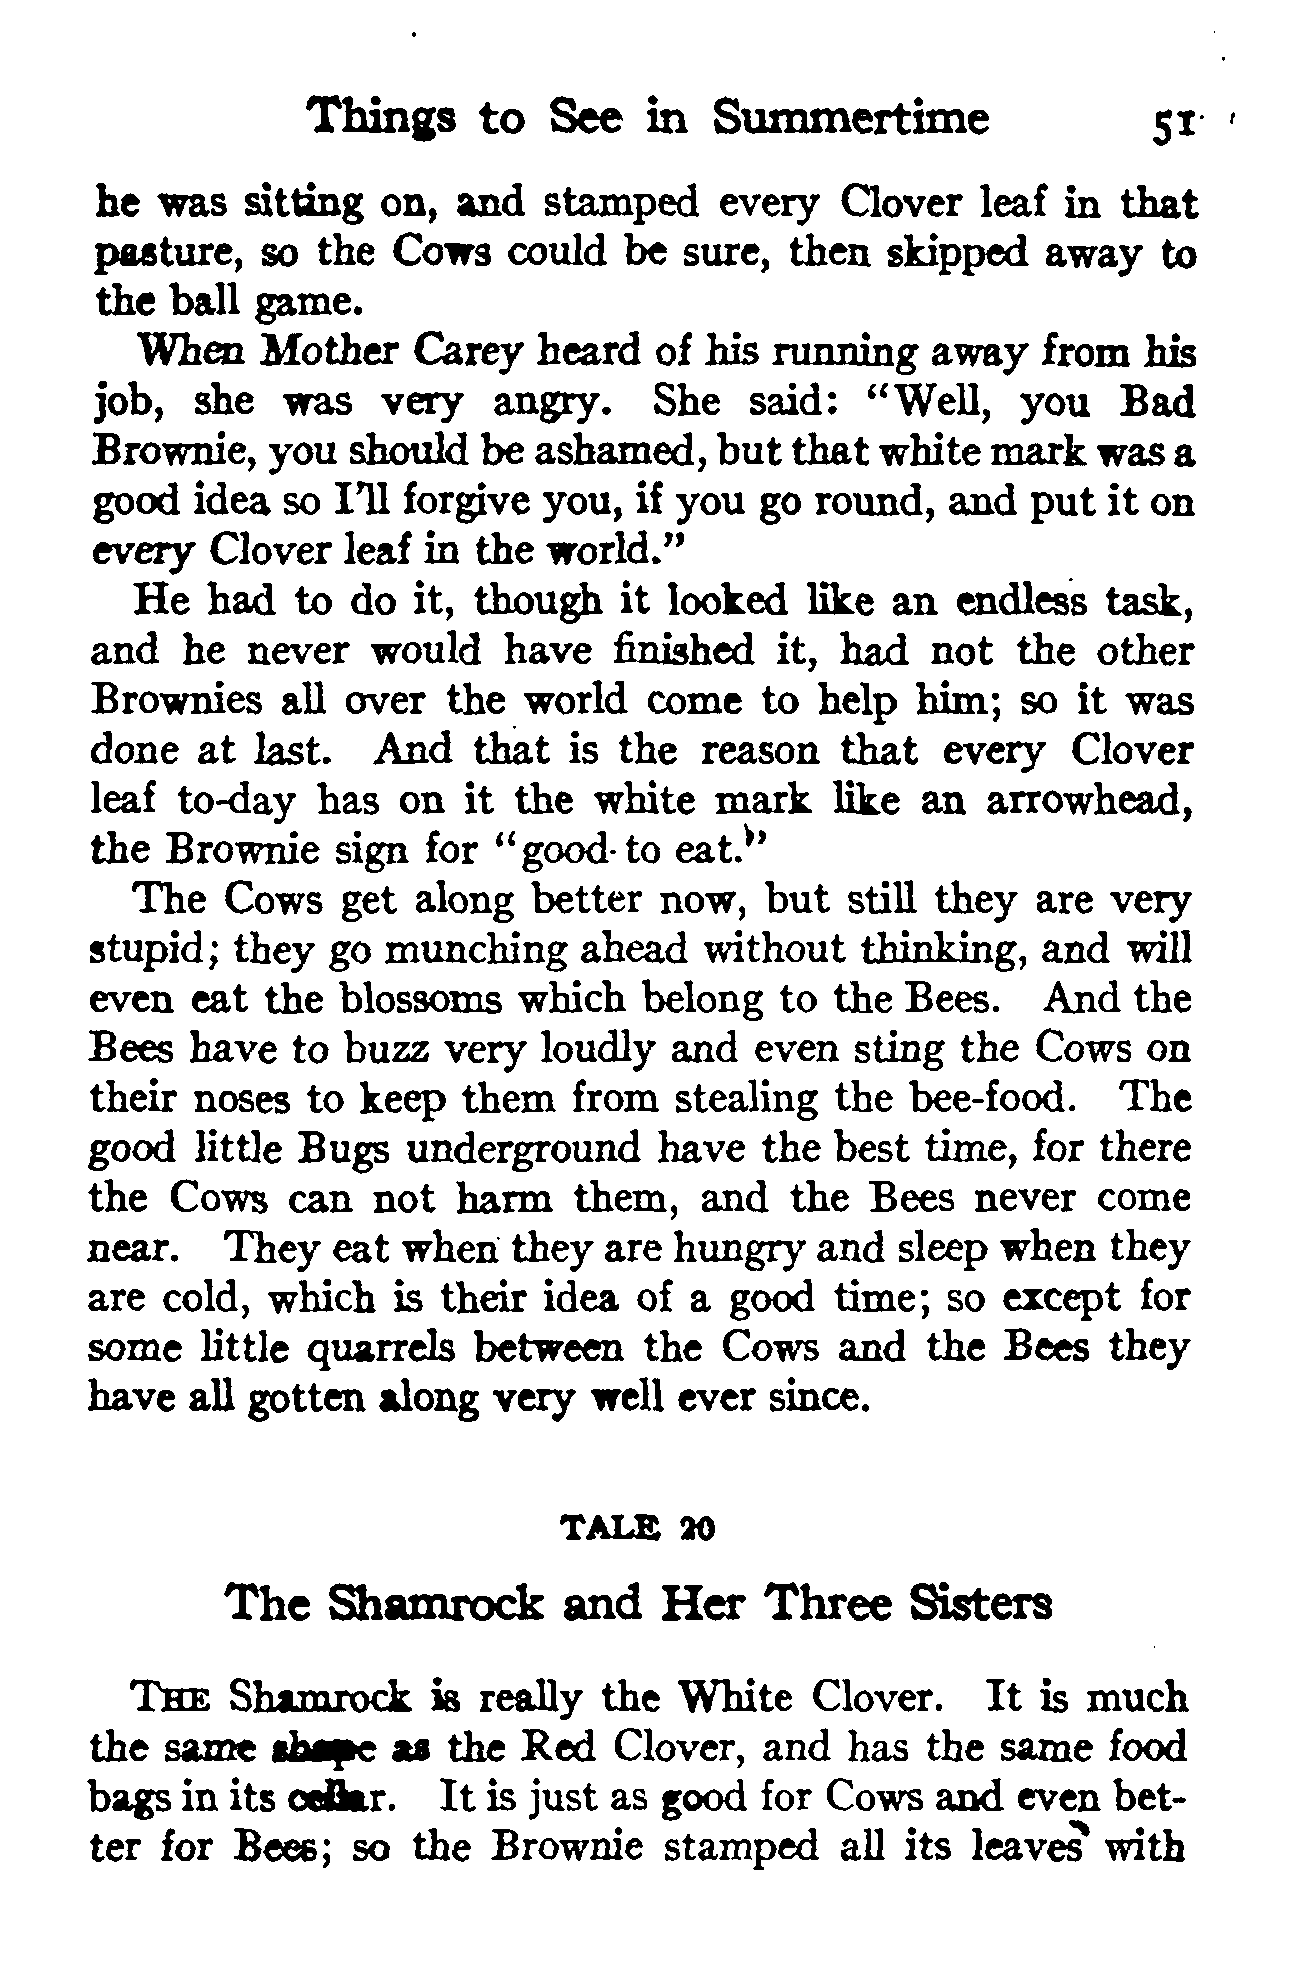 Things to See in Summertime 51
he was sitting on, and stamped every Clover leaf in that
pasture, so the Cows could be sure, then skipped away to
the ball game.
When Mother Carey heard of his running away from his
job, she was very angry. She said: “Well, you Bad
Brownie, you should be ashamed, but that white mark was a
good idea so I'll forgive you, if you go round, and put it on
every Clover leaf in the world.”
He had to do it, though it looked like an endless task,
and he never would have finished it, had not the other
Brownies all over the world come to help him; so it was
done at last. And that is the reason that every Clover
leaf to-day has on it the white mark like an arrowhead,
the Brownie sign for “good to eat.”
The Cows get along better now, but still they are very
stupid; they go munching ahead without thinking, and will
even eat the blossoms which belong to the Bees. And the
Bees have to buzz very loudly and even sting the Cows on
their noses to keep them from stealing the bee-food. The
good little Bugs underground have the best time, for there
the Cows can not harm them, and the Bees never come
near. They eat when they are hungry and sleep when they
are cold, which is their idea of a good time; so except for
some little quarrels between the Cows and the Bees they
have all gotten along very well ever since.
TALE 20
The Shamrock and Her Three Sisters
THE Shamrock is really the White Clover. It is much
the same shape as the Red Clover, and has the same food
bags in its cellar. It is just as good for Cows and even bet-
ter for Bees; so the Brownie stamped all its leaves with